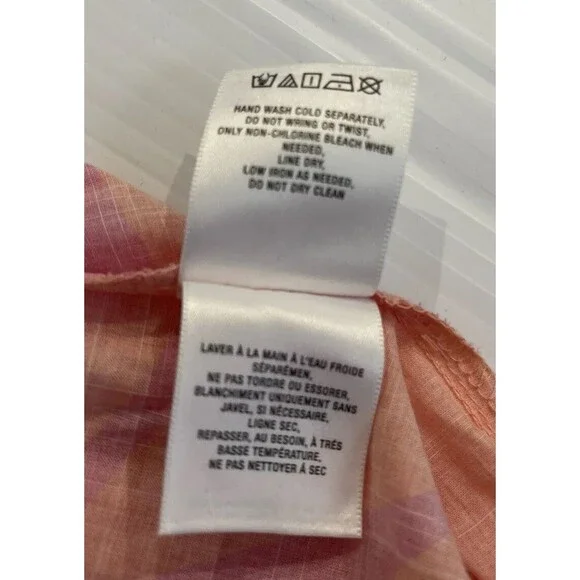 HAND WASH COLD SEPARATELY,
DO NOT WRING OR TWIST,
ONLY NON-CHLORINE BLEACH WHEN
NEEDED,
LINE DRY,
LOW IRON AS NEEDED,
DO NOT DRY CLEAN
LAVER À LA MAIN À L'EAU FROIDE
SÉPARÉMEN,
NE PAS TORDRE OU ESSORER,
BLANCHIMENT UNIQUEMENT SANS
JAVEL, SI NÉCESSAIRE,
LIGNE SEC,
REPASSER, AU BESOIN, À TRÉS
BASSE TEMPÉRATURE,
NE PAS NETTOYER À SEC